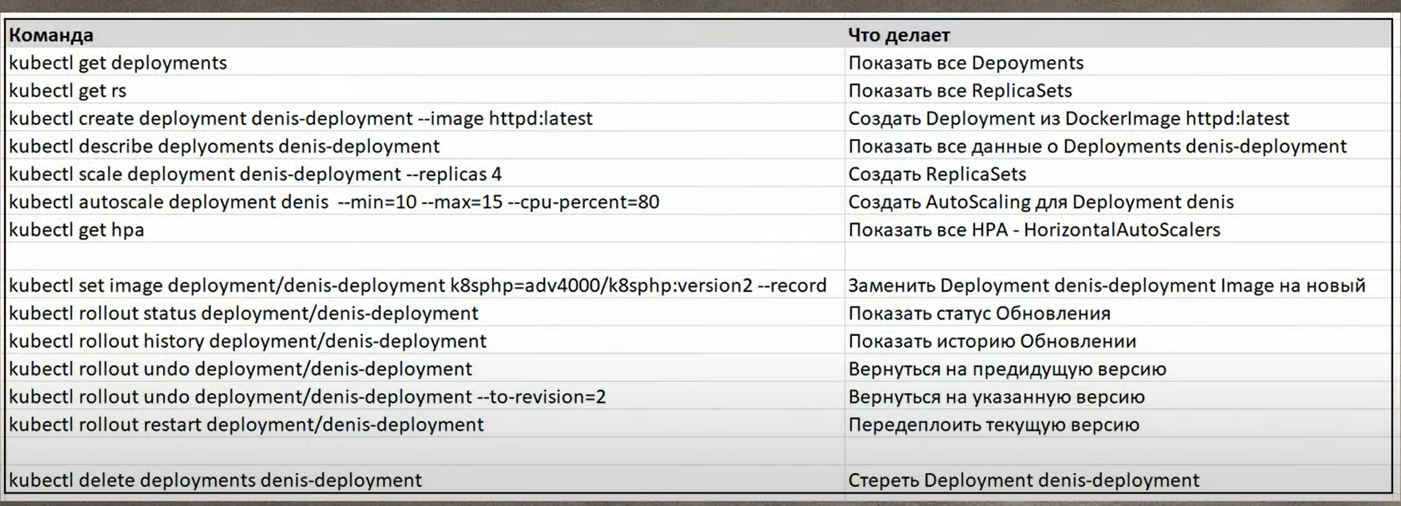 Команда Что делает
kubectl get deployments Показать все Depoyments
kubectl get rs Показать все ReplicaSets
kubectl create deployment denis-deployment --image httpd:latest Создать Deployment из DockerImage httpd:latest
kubectl describe deplyoments denis-deployment Показать все данные о Deployments denis-deployment
kubectl scale deployment denis-deployment --replicas 4 Создать ReplicaSets
kubectl autoscale deployment denis --min=10 --max=15 --cpu-percent=80 Создать AutoScaling для Deployment denis
kubectl get hpa Показать все HPA - HorizontalAutoScalers
kubectl set image deployment/denis-deployment k8sphp=adv4000/k8sphp:version2 --record Заменить Deployment denis-deployment Image на новый
kubectl rollout status deployment/denis-deployment Показать статус Обновления
kubectl rollout history deployment/denis-deployment Показать историю Обновлении
kubectl rollout undo deployment/denis-deployment Вернуться на предидущую версию
kubectl rollout undo deployment/denis-deployment --to-revision=2 Вернуться на указанную версию
kubectl rollout restart deployment/denis-deployment Передеплоить текущую версию
kubectl delete deployments denis-deployment Стереть Deployment denis-deployment